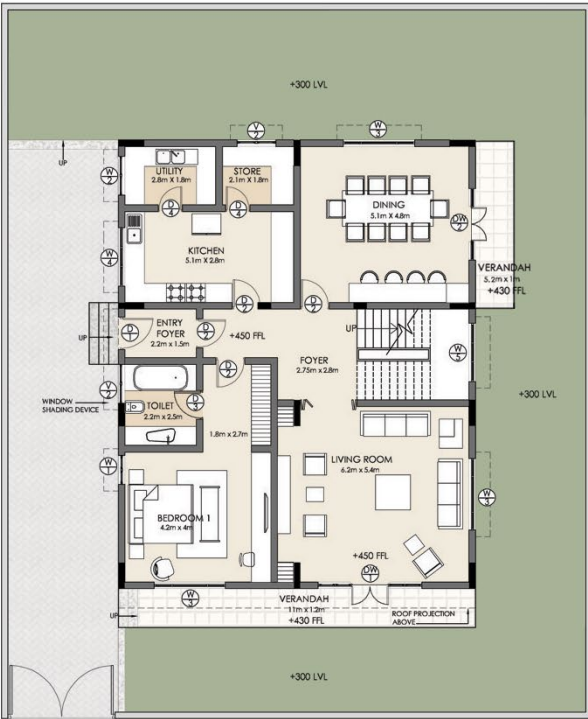 +300 LVL
UP
V
2
W
3
W
2
UTILITY
2.8m X 1.8m
STORE
2.1m X 1.8m
D
4
D
4
DINING
5.1m X 4.8m
DW
2
W
4
KITCHEN
5.1m X 2.8m
VERANDAH
5.2m x 1m
+430 FFL
D
2
D
2
UP
D
1
ENTRY
FOYER
2.2m x 1.5m
D
2
+450 FFL
UP
D
2
FOYER
2.75m x 2.8m
W
5
V
2
WINDOW
SHADING DEVICE
TOILET
2.2m x 2.5m
D
3
+300 LVL
1.8m x 2.7m
W
1
LIVING ROOM
6.2m x 5.4m
W
3
BEDROOM 1
4.2m x 4m
+450 FFL
DW
1
W
3
VERANDAH
11m x 1.2m
+430 FFL
UP
ROOF PROJECTION
ABOVE
+300 LVL